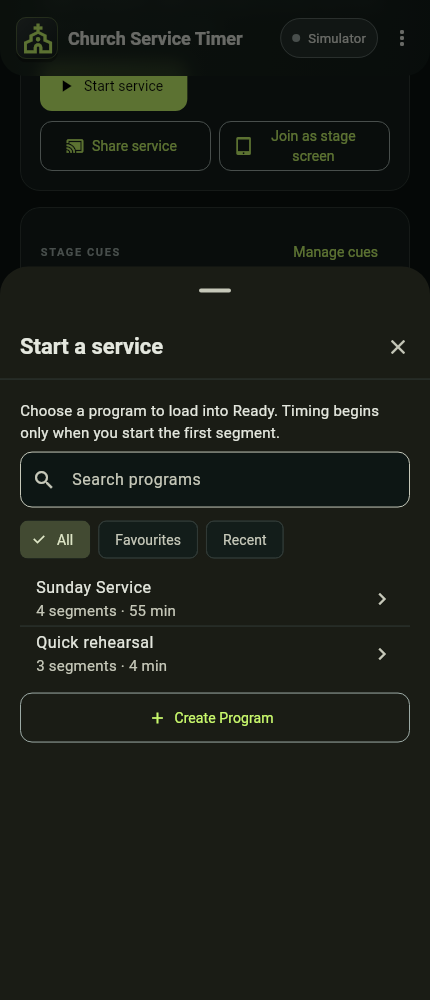 Church Service Timer
Simulator
Start service
Share service
Join as stage
screen
STAGE CUES
Manage cues
Start a service
Choose a program to load into Ready. Timing begins
only when you start the first segment.
Search programs
All
Favourites
Recent
Sunday Service
4 segments · 55 min
Quick rehearsal
3 segments · 4 min
Create Program